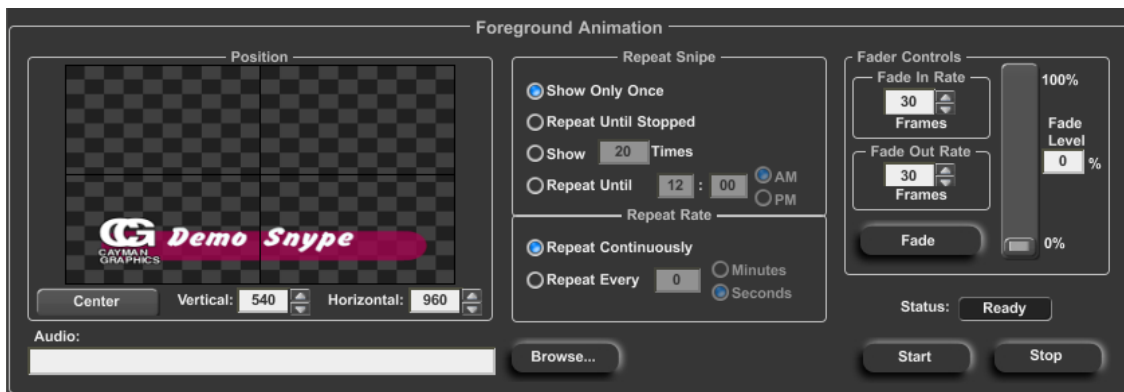 Foreground Animation
Position
CG
CAYMAN
GRAPHICS
Demo Snype
Center
Vertical: 540
Horizontal: 960
Audio:
Browse...
Repeat Snipe
Show Only Once
Repeat Until Stopped
Show 20 Times
Repeat Until 12 : 00
AM
PM
Repeat Rate
Repeat Continuously
Repeat Every 0
Minutes
Seconds
Fader Controls
Fade In Rate
30
Frames
Fade Out Rate
30
Frames
Fade
100%
Fade
Level
0 %
0%
Status: Ready
Start
Stop